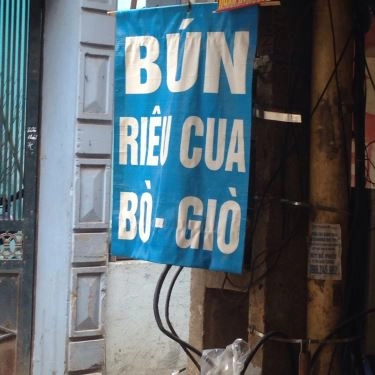 BÚN
RIÊU CUA
BÒ- GIÒ